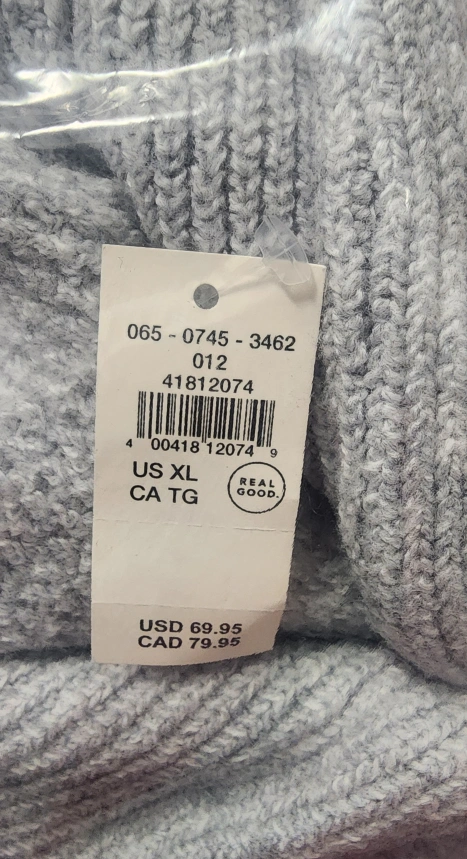 065 - 0745 - 3462
012
41812074
4 00418 12074 9
US XL
CA TG
REAL
GOOD.
USD 69.95
CAD 79.95